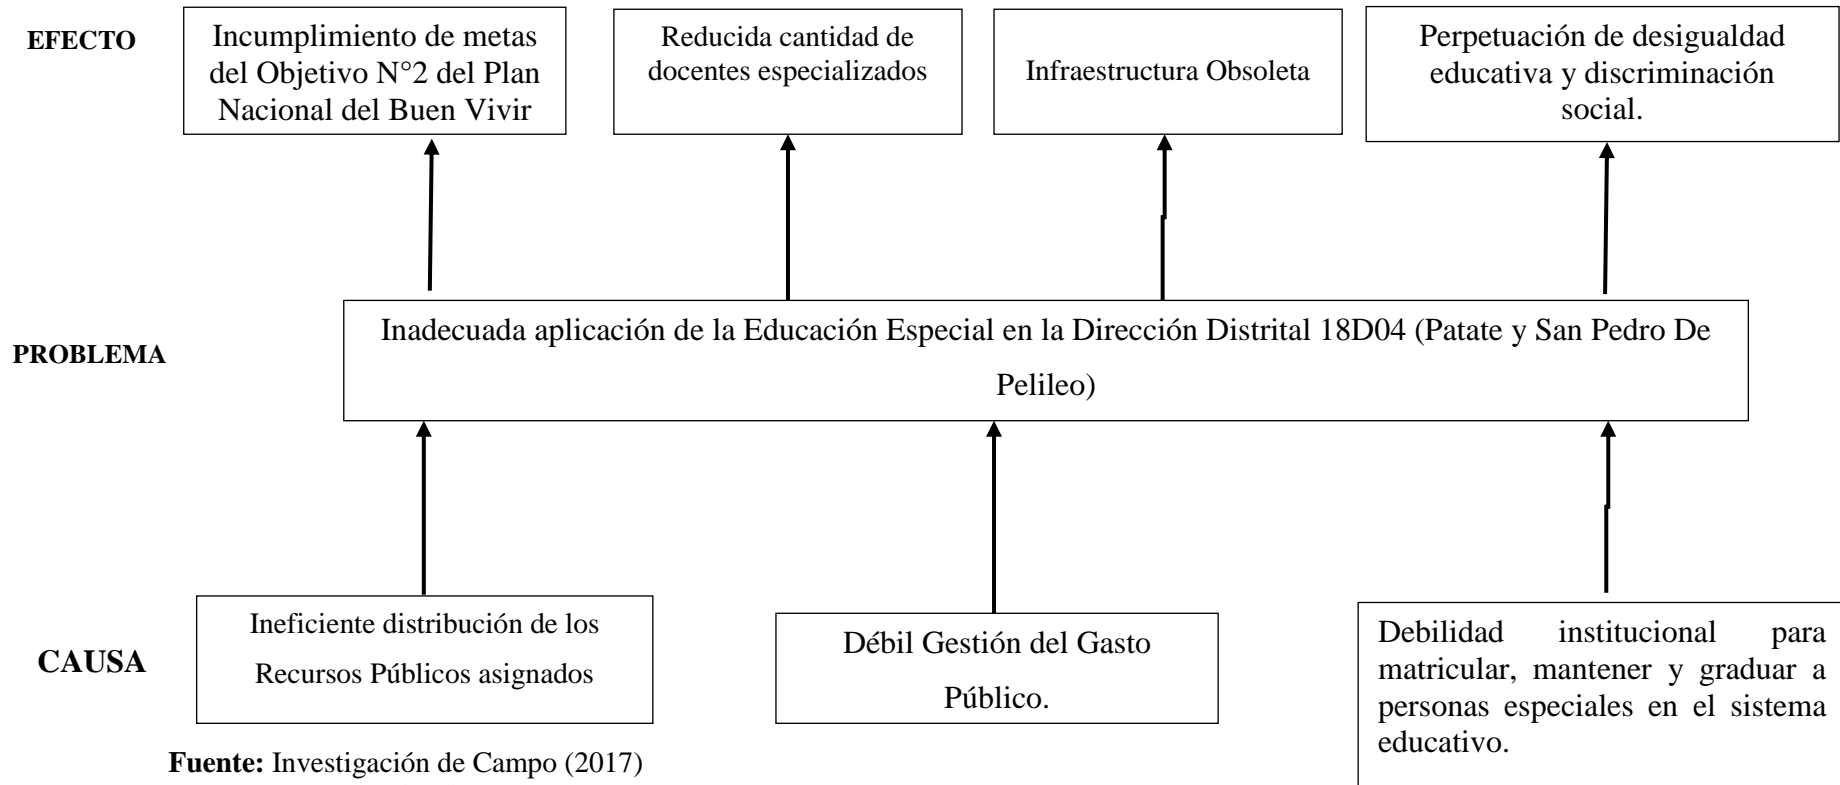 EFECTO
Incumplimiento de metas
del Objetivo N°2 del Plan
Nacional del Buen Vivir
Reducida cantidad de
docentes especializados
Infraestructura Obsoleta
Perpetuación de desigualdad
educativa y discriminación
social.
PROBLEMA
Inadecuada aplicación de la Educación Especial en la Dirección Distrital 18D04 (Patate y San Pedro De
Pelileo)
CAUSA
Ineficiente distribución de los
Recursos Públicos asignados
Débil Gestión del Gasto
Público.
Debilidad institucional para
matricular, mantener y graduar a
personas especiales en el sistema
educativo.
Fuente: Investigación de Campo (2017)